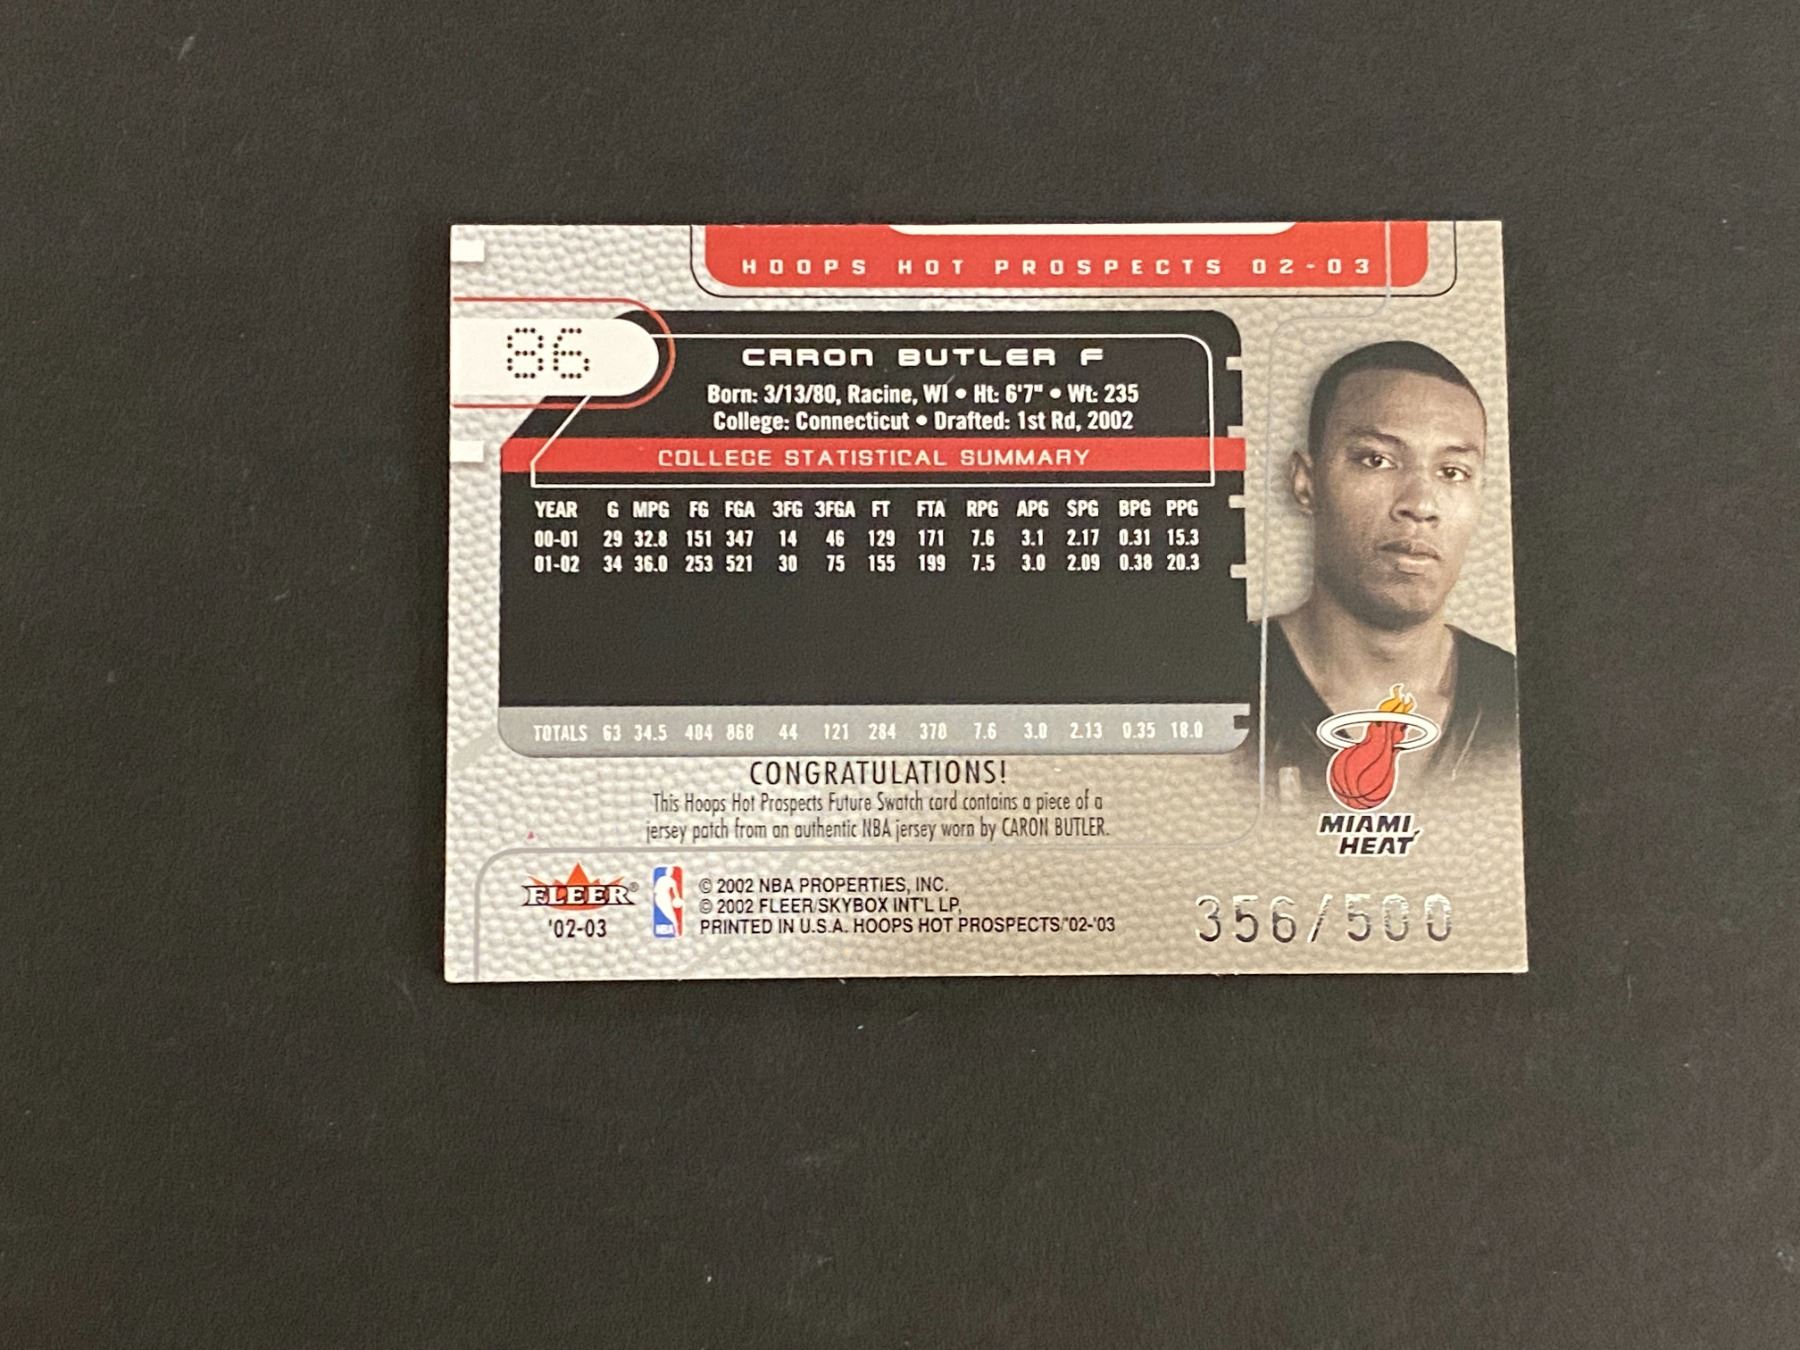 HOOPS HOT PROSPECTS 02-03
86
CARON BUTLER F
Born: 3/13/80, Racine, WI • Ht: 6'7" • Wt: 235
College: Connecticut • Drafted: 1st Rd, 2002
COLLEGE STATISTICAL SUMMARY
YEAR G MPG FG FGA 3FG 3FGA FT FTA RPG APG SPG BPG PPG
00-01 29 32.8 151 347 14 46 129 171 7.6 3.1 2.17 0.31 15.3
01-02 34 36.0 253 521 30 75 155 199 7.5 3.0 2.09 0.38 20.3
TOTALS 63 34.5 404 868 44 121 284 370 7.6 3.0 2.13 0.35 18.0
CONGRATULATIONS!
This Hoops Hot Prospects Future Swatch card contains a piece of a
jersey patch from an authentic NBA jersey worn by CARON BUTLER.
MIAMI
HEAT
FLEER®
'02-03
NBA
© 2002 NBA PROPERTIES, INC.
© 2002 FLEER/SKYBOX INT'L LP,
PRINTED IN U.S.A. HOOPS HOT PROSPECTS/'02-'03
356/500